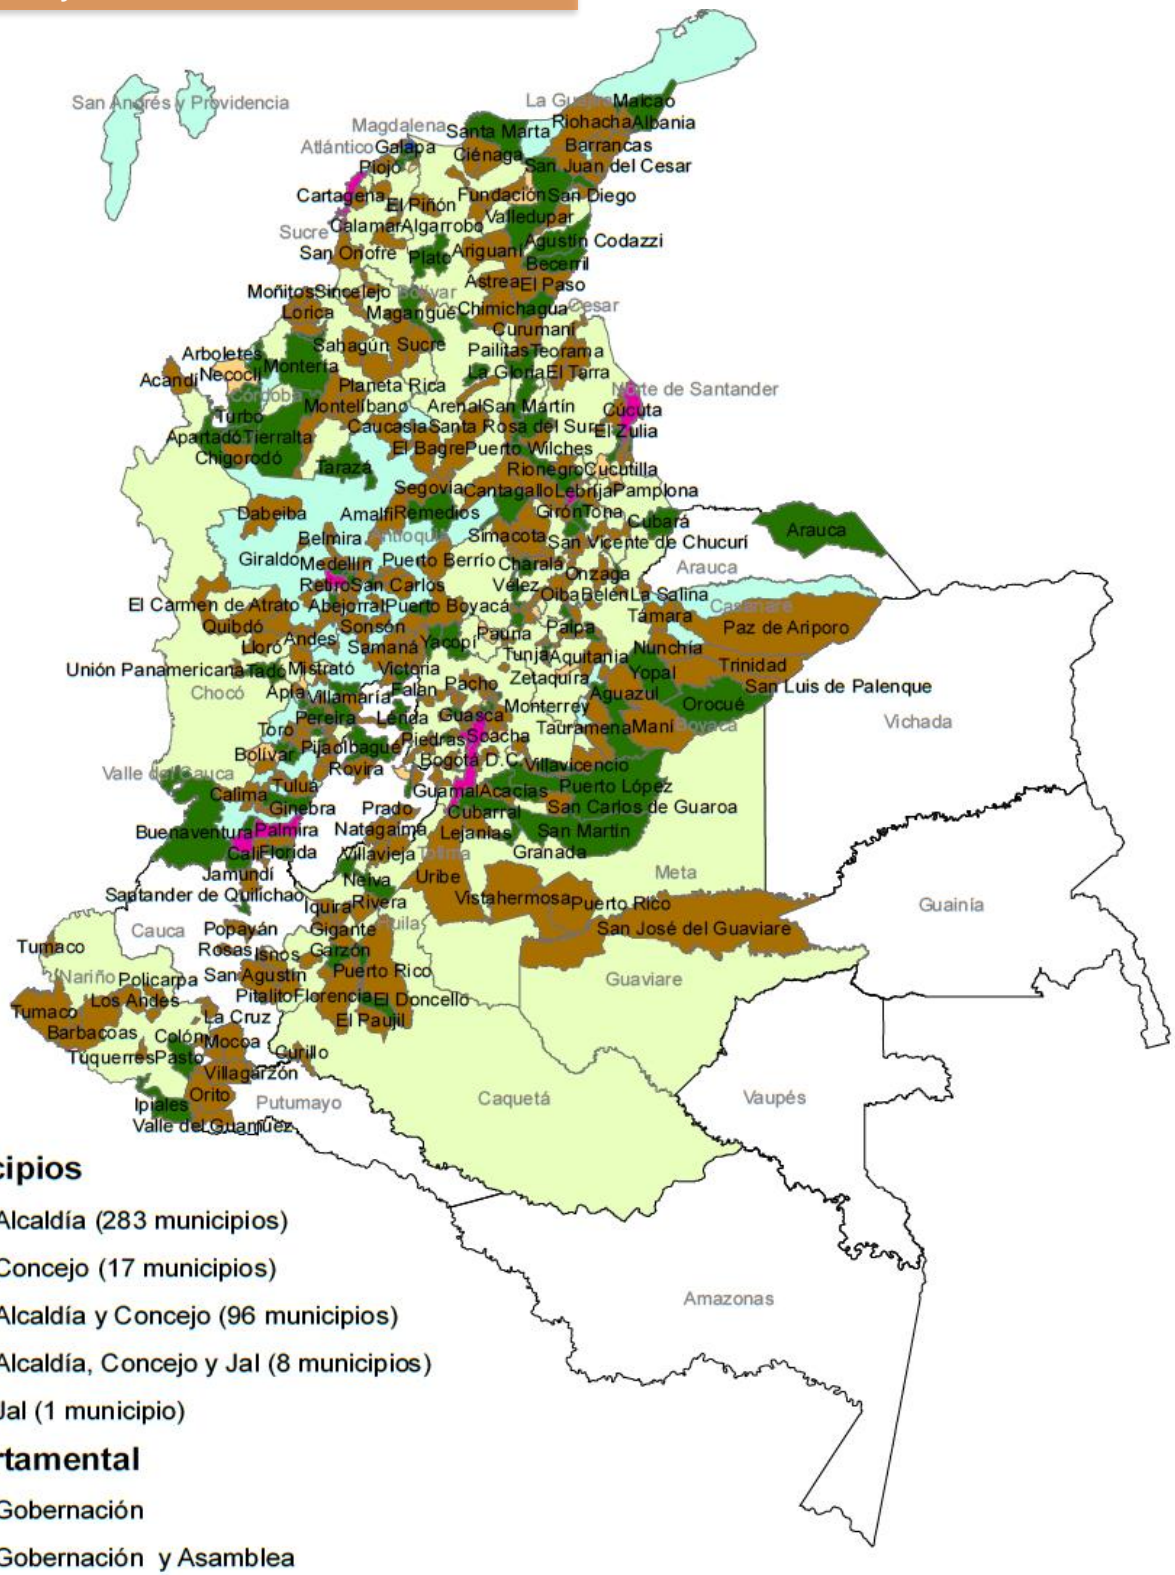 San Andrés y Providencia
La Gu
Maicao
Magdalena
Santa Marta
Riohacha
Albania
Atlántico
Galapa
Barrancas
Piojó
Ciénaga
San Juan del Cesar
Cartagena
El Piñón
Fundación
San Diego
Valledupar
Sucre
Calamar
Algarrobo
San Onofre
Plato
Ariguaní
Agustín Codazzi
Becerril
Astrea
El Paso
Moñitos
Sincelejo
Bolívar
Lorica
Magangué
Chimichagua
Cesar
Curumaní
Sahagún
Sucre
Arboletes
Pailitas
Teorama
Acandí
Necoclí
Montería
La Gloria
El Tarra
Planeta Rica
Norte de Santander
Córdoba
Turbo
Montelíbano
Arenal
San Martín
Cúcuta
Caucasia
Santa Rosa del Sur
El Zulia
Apartadó
Tierralta
El Bagre
Puerto Wilches
Chigorodó
Taraza
Rionegro
Cucutilla
Segovia
Cantagallo
Lebrija
Pamplona
Dabeiba
Amalfi
Remedios
Girón
Tona
Cubará
Arauca
Belmira
Antioquia
Simacota
San Vicente de Chucurí
Giraldo
Medellín
Puerto Berrío
Charalá
Onzaga
Arauca
Retiro
San Carlos
Vélez
Oiba
Belén
La Salina
El Carmen de Atrato
Abejorral
Puerto Boyacá
Casanare
Quibdó
Sonsón
Támara
Paz de Ariporo
Lloró
Andes
Samaná
Yacopí
Pauna
Paipa
Nunchía
Tunja
Aquitania
Trinidad
Unión Panamericana
Tadó
Mistrató
Victoria
Zetaquira
Yopal
San Luis de Palenque
Chocó
Apía
Villamaría
Falan
Pacho
Aguazul
Orocué
Pereira
Lérida
Guasca
Monterrey
Toro
Tauramena
Maní
Boyacá
Vichada
Bolívar
Pijao
Ibagué
Piedras
Soacha
Rovira
Bogotá D.C.
Villavicencio
Valle del Cauca
Calima
Tuluá
Guamal
Acacias
Puerto López
Ginebra
Prado
Cubarral
San Carlos de Guaroa
Buenaventura
Palmira
Natagaima
Lejanías
San Martín
Cali
Florida
Villavieja
Tolima
Granada
Jamundí
Neiva
Uribe
Meta
Santander de Quilichao
Iquira
Rivera
Vistahermosa
Puerto Rico
Guainía
Popayán
Gigante
Huila
San José del Guaviare
Cauca
Tumaco
Rosas
Isnos
Garzón
Nariño
Policarpa
San Agustín
Puerto Rico
Guaviare
Los Andes
Pitalito
Florencia
El Doncello
Tumaco
La Cruz
El Paujil
Barbacoas
Colón
Mocoa
Túquerres
Pasto
Curillo
Villagarzón
Orito
Ipiales
Putumayo
Caquetá
Vaupés
Valle del Guamuez
cipios
Alcaldía (283 municipios)
Concejo (17 municipios)
Alcaldía y Concejo (96 municipios)
Amazonas
Alcaldía, Concejo y Jal (8 municipios)
Jal (1 municipio)
rtamental
Gobernación
Gobernación y Asamblea